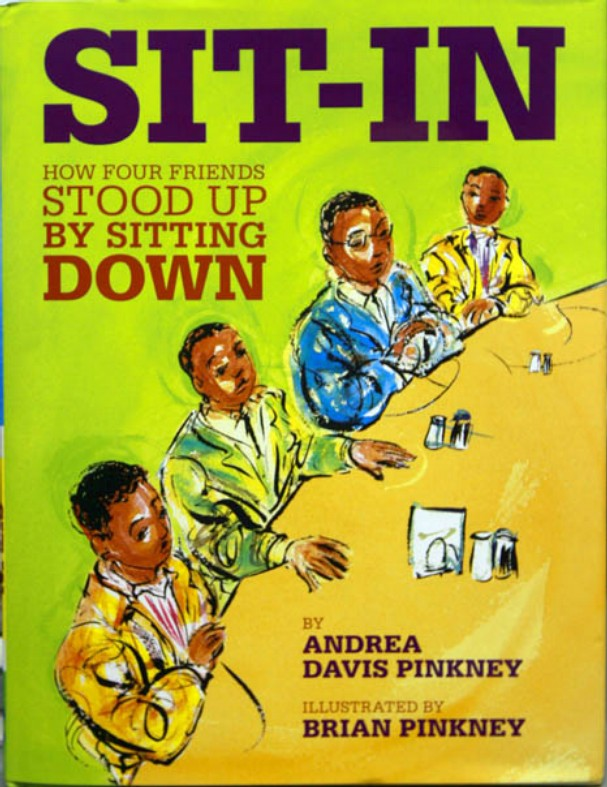 SIT-IN
HOW FOUR FRIENDS
STOOD UP
BY SITTING
DOWN
BY
ANDREA
DAVIS PINKNEY
ILLUSTRATED BY
BRIAN PINKNEY